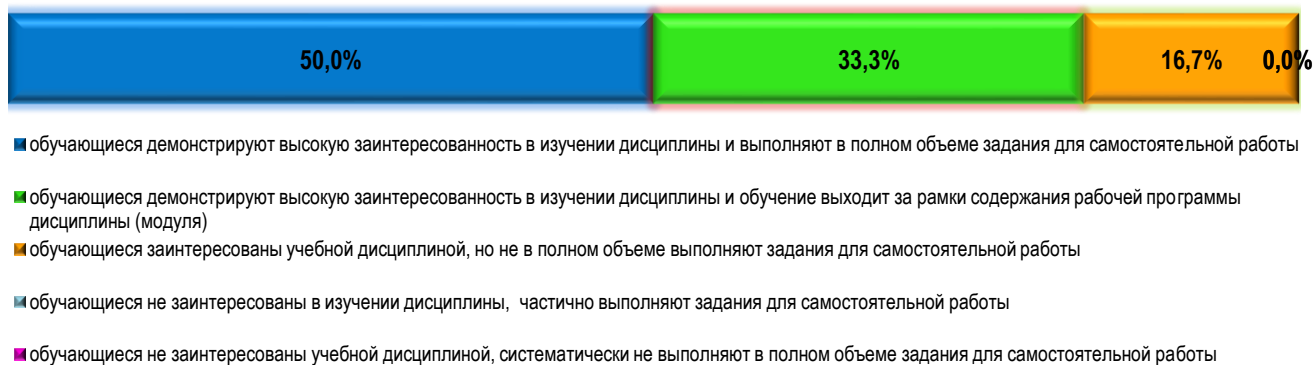 50,0% 33,3% 16,7% 0,0%
обучающиеся демонстрируют высокую заинтересованность в изучении дисциплины и выполняют в полном объеме задания для самостоятельной работы
обучающиеся демонстрируют высокую заинтересованность в изучении дисциплины и обучение выходит за рамки содержания рабочей программы
дисциплины (модуля)
обучающиеся заинтересованы учебной дисциплиной, но не в полном объеме выполняют задания для самостоятельной работы
обучающиеся не заинтересованы в изучении дисциплины, частично выполняют задания для самостоятельной работы
обучающиеся не заинтересованы учебной дисциплиной, систематически не выполняют в полном объеме задания для самостоятельной работы